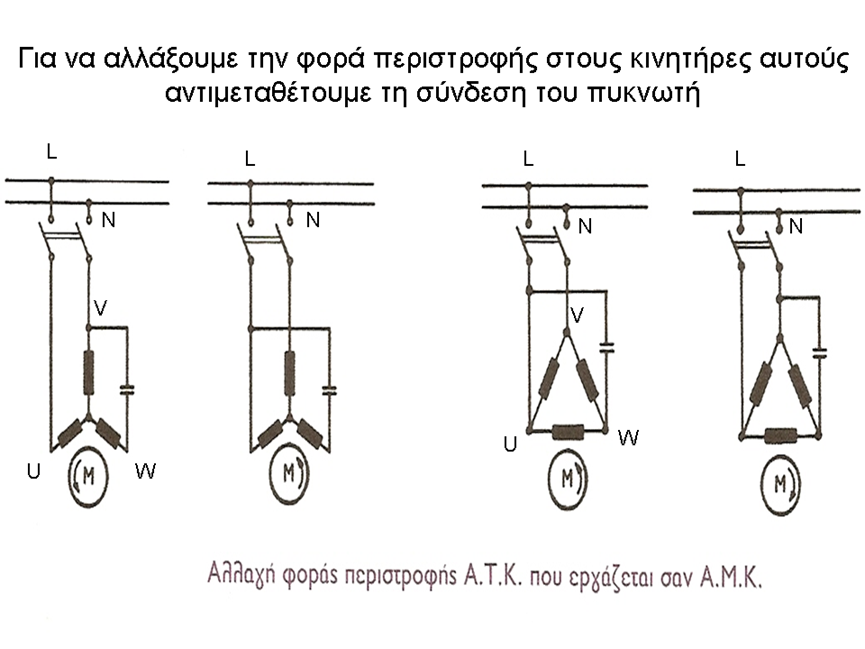 Για να αλλάξουμε την φορά περιστροφής στους κινητήρες αυτούς
αντιμεταθέτουμε τη σύνδεση του πυκνωτή
L
N
V
U
M
W
L
N
M
L
N
V
U
W
M
L
N
M
Αλλαγή φοράς περιστροφής Α.Τ.Κ. που εργάζεται σαν Α.Μ.Κ.